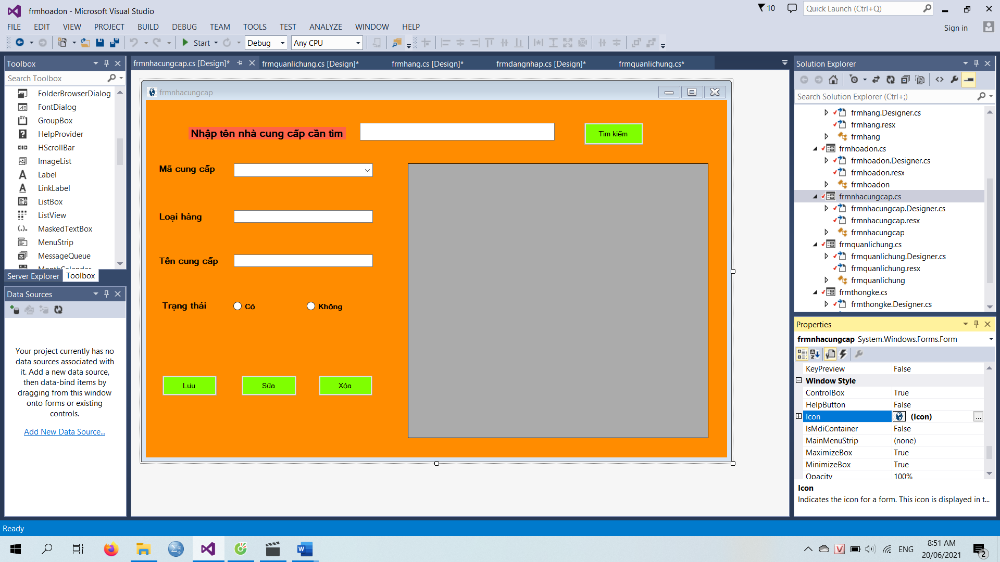 frmhoadon - Microsoft Visual Studio
10
Quick Launch (Ctrl+Q)
FILE EDIT VIEW PROJECT BUILD DEBUG TEAM TOOLS TEST ANALYZE WINDOW HELP
Sign in
Start Debug Any CPU
Toolbox
Search Toolbox
FolderBrowserDialog
FontDialog
GroupBox
HelpProvider
HScrollBar
ImageList
Label
LinkLabel
ListBox
ListView
MaskedTextBox
MenuStrip
MessageQueue
MonthCalendar
Server Explorer Toolbox
Data Sources
Your project currently has no
data sources associated with
it. Add a new data source,
then data-bind items by
dragging from this window
onto forms or existing
controls.
Add New Data Source...
frmnhacungcap.cs [Design]* frmquanlichung.cs [Design]* frmhang.cs [Design]* frmdangnhap.cs [Design]* frmquanlichung.cs*
frmnhacungcap
Nhập tên nhà cung cấp cần tìm
Tìm kiếm
Mã cung cấp
Loại hàng
Tên cung cấp
Trạng thái Có Không
Lưu Sửa Xóa
Solution Explorer
Search Solution Explorer (Ctrl+;)
frmhang.Designer.cs
frmhang.resx
frmhang
frmhoadon.cs
frmhoadon.Designer.cs
frmhoadon.resx
frmhoadon
frmnhacungcap.cs
frmnhacungcap.Designer.cs
frmnhacungcap.resx
frmnhacungcap
frmquanlichung.cs
frmquanlichung.Designer.cs
frmquanlichung.resx
frmquanlichung
frmthongke.cs
frmthongke.Designer.cs
Properties
frmnhacungcap System.Windows.Forms.Form
KeyPreview False
Window Style
ControlBox True
HelpButton False
Icon (Icon) ...
IsMdiContainer False
MainMenuStrip (none)
MaximizeBox True
MinimizeBox True
Opacity 100%
Icon
Indicates the icon for a form. This icon is displayed in t...
Ready
ENG
8:51 AM
20/06/2021
2